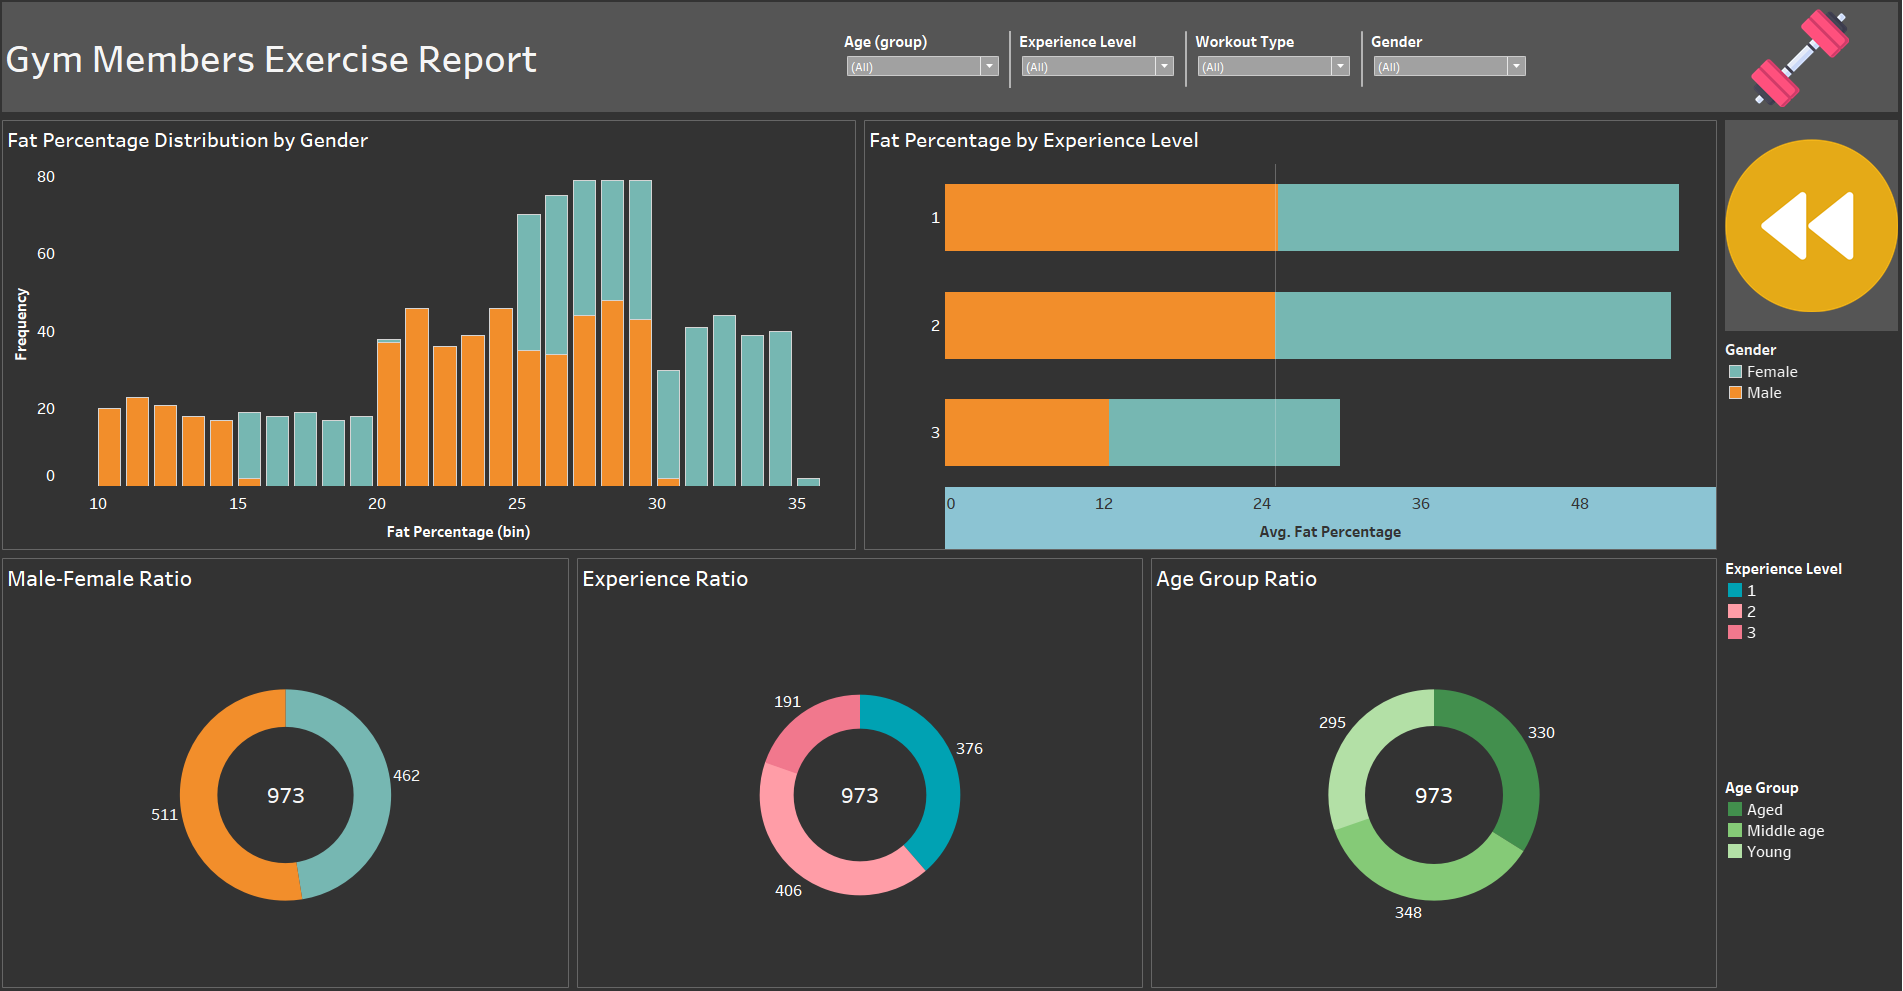 Gym Members Exercise Report
Age (group)
Experience Level
Workout Type
Gender
(All)
(All)
(All)
(All)
Fat Percentage Distribution by Gender
80
60
40
20
0
Frequency
10
15
20
25
30
35
Fat Percentage (bin)
Fat Percentage by Experience Level
1
2
3
0
12
24
36
48
Avg. Fat Percentage
Gender
Female
Male
Male-Female Ratio
462
511
973
Experience Ratio
191
376
973
406
Age Group Ratio
295
330
973
348
Experience Level
1
2
3
Age Group
Aged
Middle age
Young